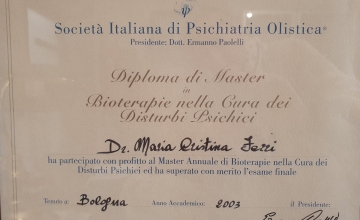 Società Italiana di Psichiatria Olistica®
Presidente: Dott. Ermanno Paolelli
Diploma di Master
in
Bioterapie nella Cura dei
Disturbi Psichici
Dr. Maria Cristina Ferri
ha partecipato con profitto al Master Annuale di Bioterapie nella Cura dei
Disturbi Psichici ed ha superato con merito l'esame finale
Tenuto a: Bologna Anno Accademico: 2003 il Presidente: